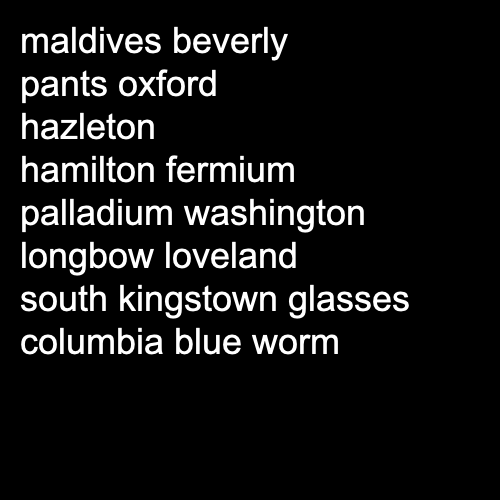 maldives beverly
pants oxford
hazleton
hamilton fermium
palladium washington
longbow loveland
south kingstown glasses
columbia blue worm